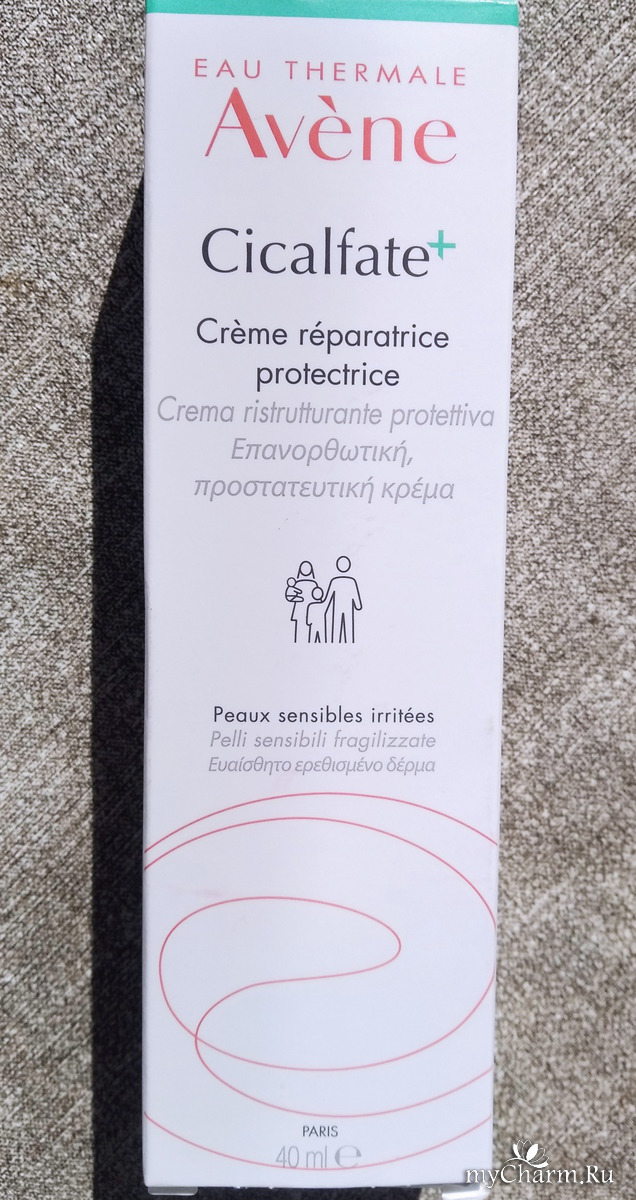 EAU THERMALE
Avène
Cicalfate+
Crème réparatrice
protectrice
Crema ristrutturante protettiva
Επανορθωτική,
προστατευτική κρέμα
Peaux sensibles irritées
Pelli sensibili fragilizzate
Ευαίσθητο ερεθισμένο δέρμα
PARIS
40 ml ℮
myCharm.Ru